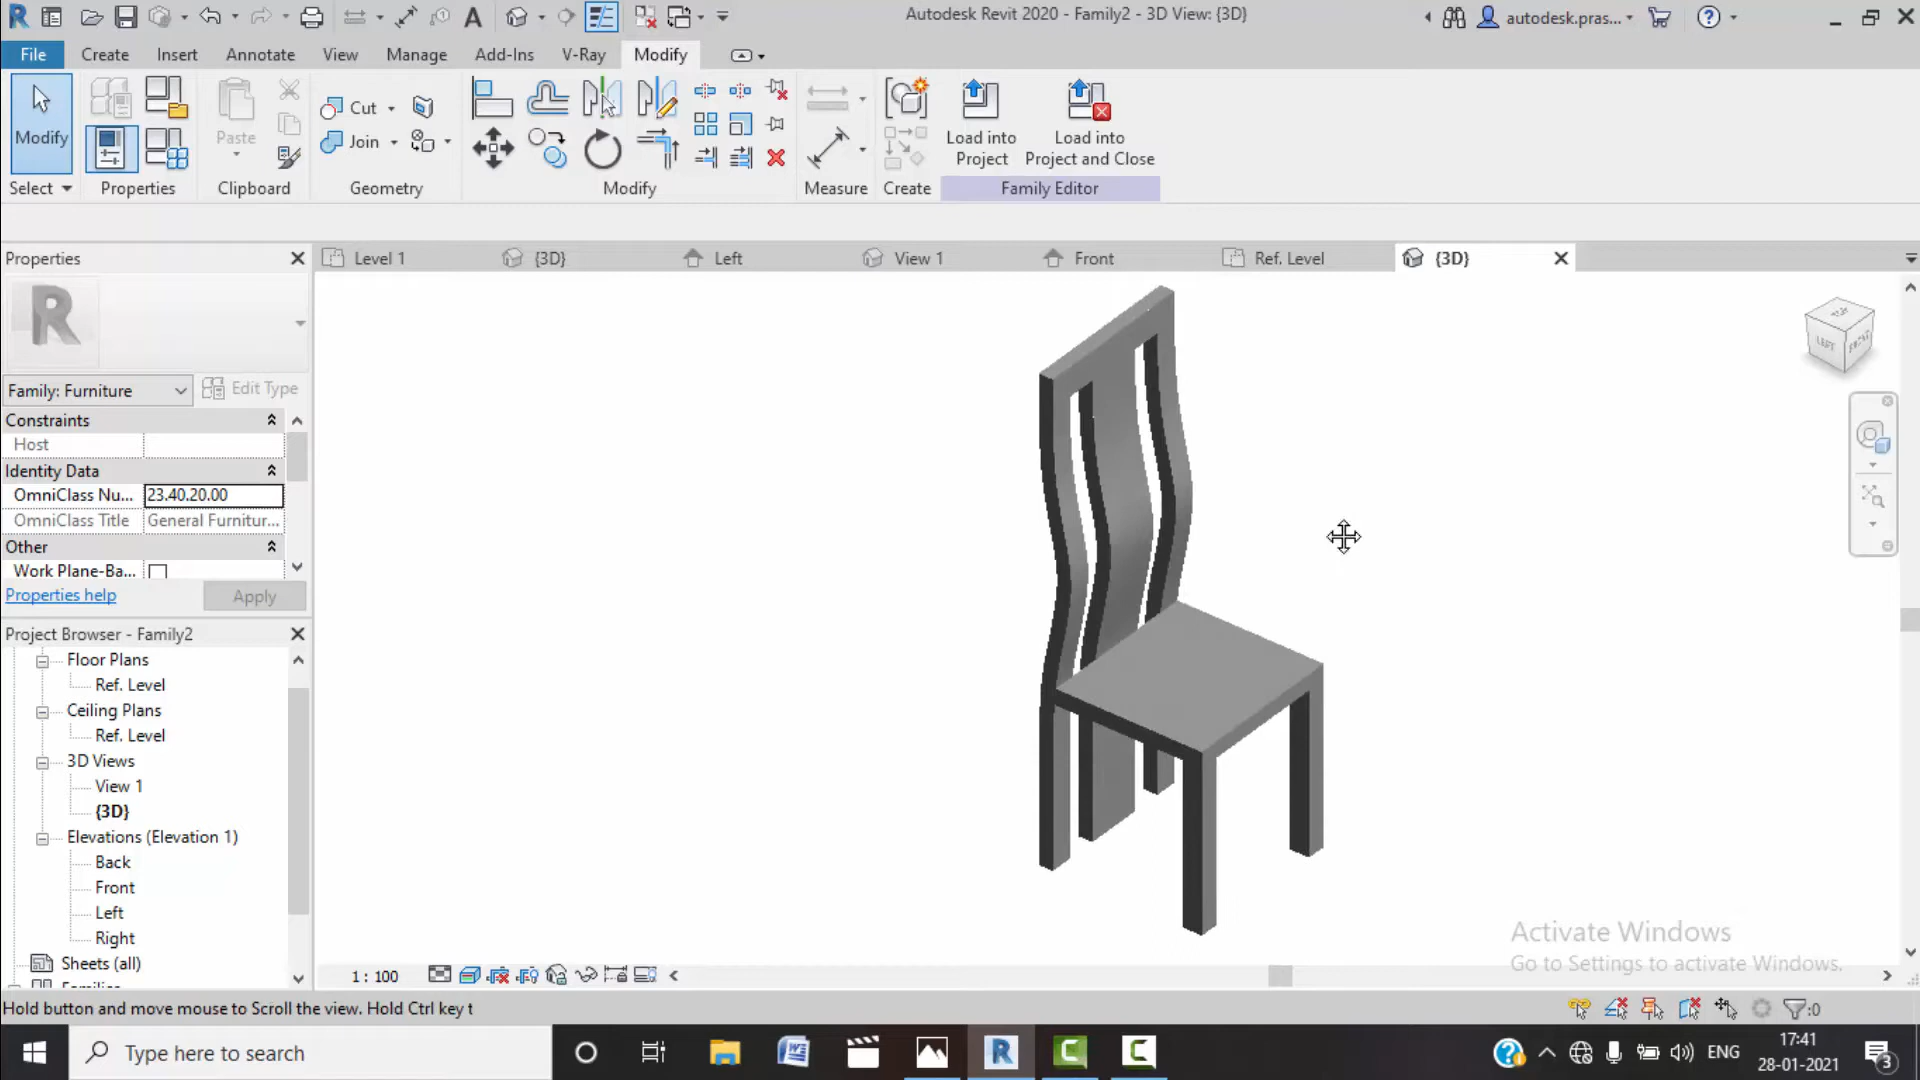 Autodesk Revit 2020 - Family2 - 3D View: {3D}
autodesk.pras...
File
Create
Insert
Annotate
View
Manage
Add-Ins
V-Ray
Modify
Modify
Paste
Cut
Join
Load into
Project
Load into
Project and Close
Select
Properties
Clipboard
Geometry
Modify
Measure
Create
Family Editor
Properties
Level 1
{3D}
Left
View 1
Front
Ref. Level
{3D}
Family: Furniture
Edit Type
Constraints
Host
Identity Data
OmniClass Nu...
23.40.20.00
OmniClass Title
General Furnitur...
Other
Work Plane-Ba...
Properties help
Apply
Project Browser - Family2
Floor Plans
Ref. Level
Ceiling Plans
Ref. Level
3D Views
View 1
{3D}
Elevations (Elevation 1)
Back
Front
Left
Right
Sheets (all)
TOP
LEFT
1 : 100
Activate Windows
Go to Settings to activate Windows.
Hold button and move mouse to Scroll the view. Hold Ctrl key t
:0
Type here to search
ENG
17:41
28-01-2021
3